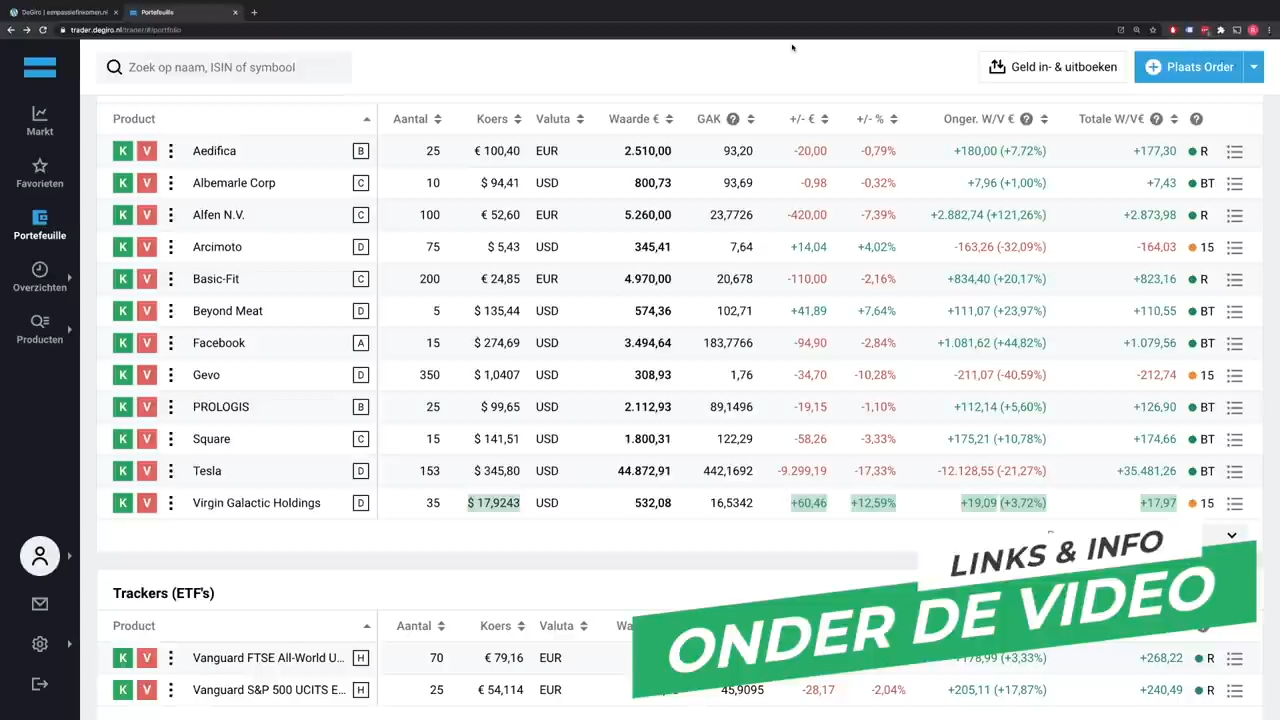 DeGiro | eenpassiefinkomen.nl
Portefeuille
trader.degiro.nl/trader/#/portfolio
Zoek op naam, ISIN of symbool
Geld in- & uitboeken
Plaats Order
Markt
Favorieten
Portefeuille
Overzichten
Producten
Product Aantal Koers Valuta Waarde € GAK +/- € +/- % Onger. W/V € Totale W/V€
K V Aedifica B 25 € 100,40 EUR 2.510,00 93,20 -20,00 -0,79% +180,00 (+7,72%) +177,30 R
K V Albemarle Corp C 10 $ 94,41 USD 800,73 93,69 -0,98 -0,32% +7,96 (+1,00%) +7,43 BT
K V Alfen N.V. C 100 € 52,60 EUR 5.260,00 23,7726 -420,00 -7,39% +2.882,74 (+121,26%) +2.873,98 R
K V Arcimoto D 75 $ 5,43 USD 345,41 7,64 +14,04 +4,02% -163,26 (-32,09%) -164,03 15
K V Basic-Fit C 200 € 24,85 EUR 4.970,00 20,678 -110,00 -2,16% +834,40 (+20,17%) +823,16 R
K V Beyond Meat D 5 $ 135,44 USD 574,36 102,71 +41,89 +7,64% +111,07 (+23,97%) +110,55 BT
K V Facebook A 15 $ 274,69 USD 3.494,64 183,7766 -94,90 -2,84% +1.081,62 (+44,82%) +1.079,56 BT
K V Gevo D 350 $ 1,0407 USD 308,93 1,76 -34,71 -10,28% -211,07 (-40,59%) -212,74 15
K V PROLOGIS B 25 $ 99,65 USD 2.112,93 89,1496 -19,15 -1,10% +112,14 (+5,60%) +126,90 BT
K V Square C 15 $ 141,51 USD 1.800,31 122,29 -58,26 -3,33% +175,21 (+10,78%) +174,66 BT
K V Tesla D 153 $ 345,80 USD 44.872,91 442,1692 -9.299,19 -17,33% -12.128,55 (-21,27%) +35.481,26 BT
K V Virgin Galactic Holdings D 35 $ 17,9243 USD 532,08 16,5342 +60,46 +12,59% (+3,72%) +17,97 15
LINKS & INFO
ONDER DE VIDEO
Trackers (ETF's)
Product Aantal Koers Valuta
K V Vanguard FTSE All-World U... H 70 € 79,16 EUR (+3,33%) +268,22 R
K V Vanguard S&P 500 UCITS E... H 25 € 54,114 EUR 45,9095 -2,04% (+17,87%) +240,49 R